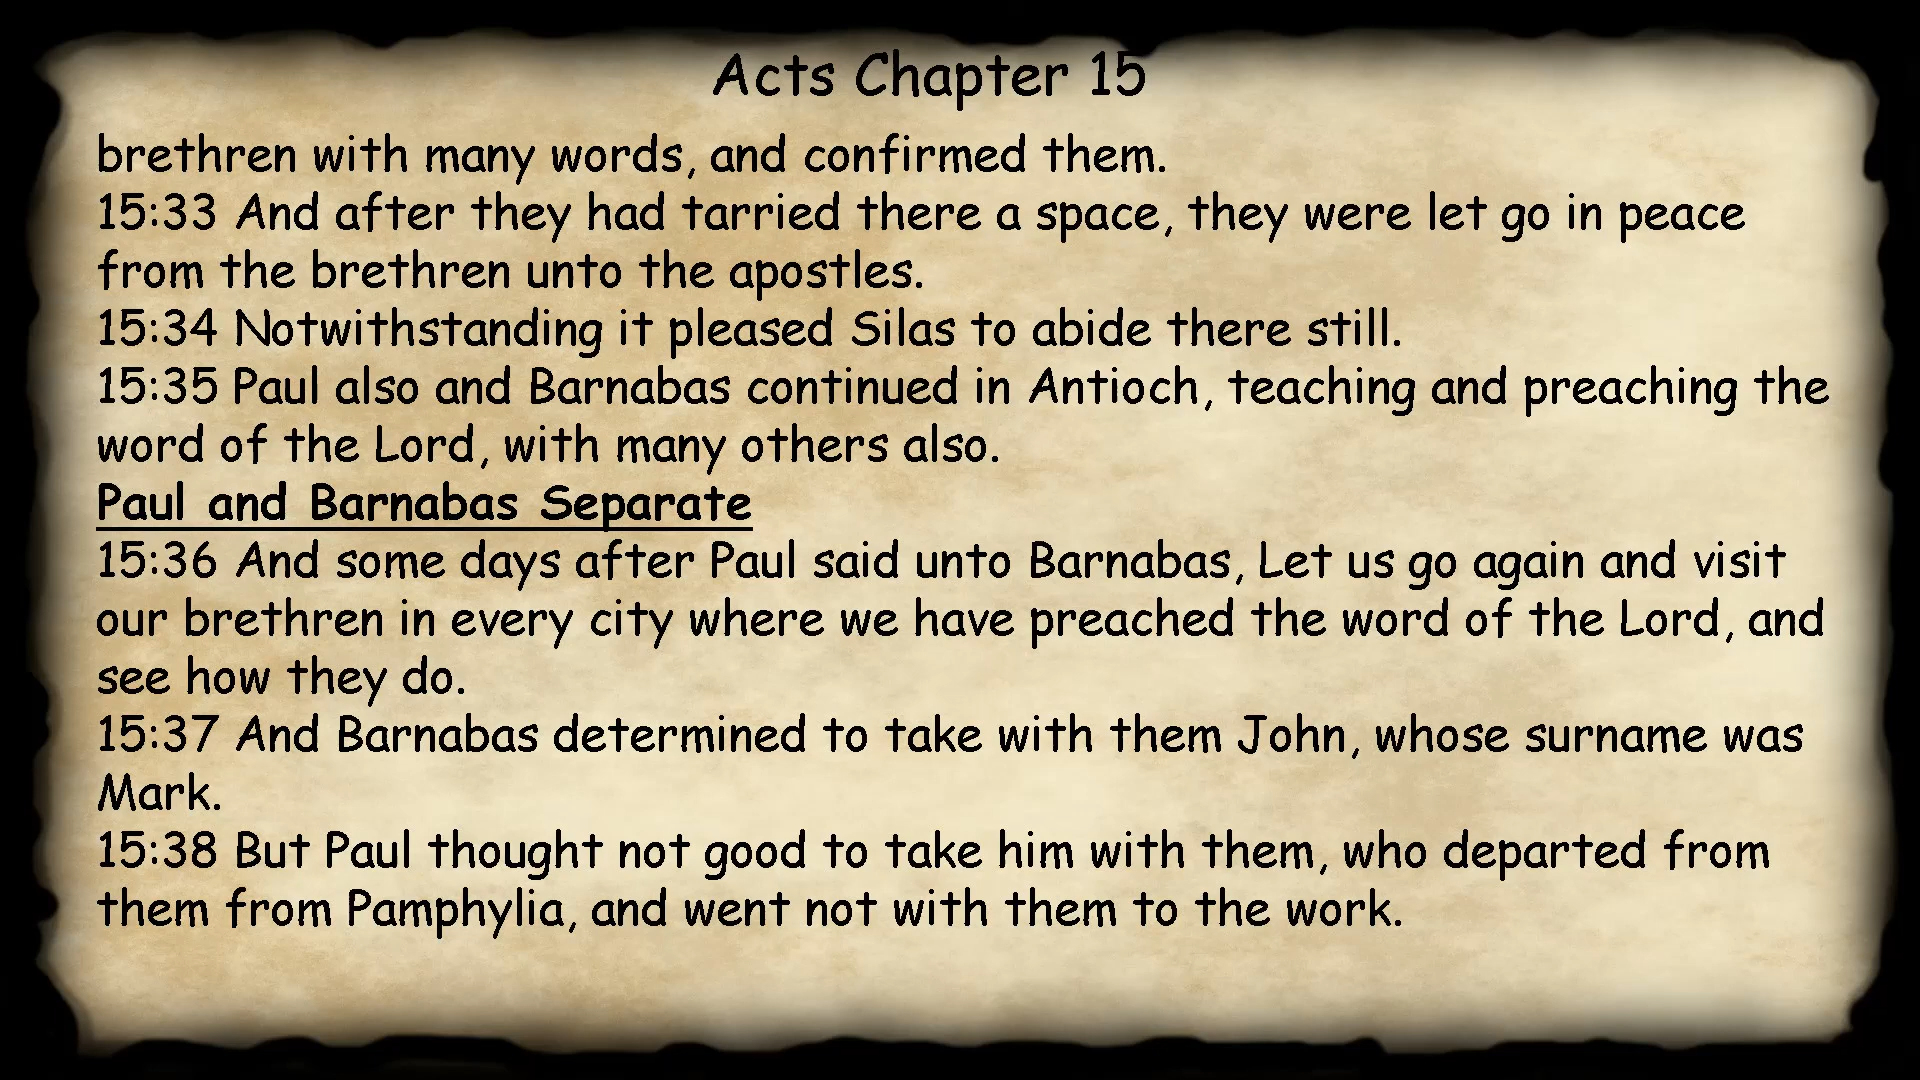 Acts Chapter 15
brethren with many words, and confirmed them.
15:33 And after they had tarried there a space, they were let go in peace
from the brethren unto the apostles.
15:34 Notwithstanding it pleased Silas to abide there still.
15:35 Paul also and Barnabas continued in Antioch, teaching and preaching the
word of the Lord, with many others also.
Paul and Barnabas Separate
15:36 And some days after Paul said unto Barnabas, Let us go again and visit
our brethren in every city where we have preached the word of the Lord, and
see how they do.
15:37 And Barnabas determined to take with them John, whose surname was
Mark.
15:38 But Paul thought not good to take him with them, who departed from
them from Pamphylia, and went not with them to the work.